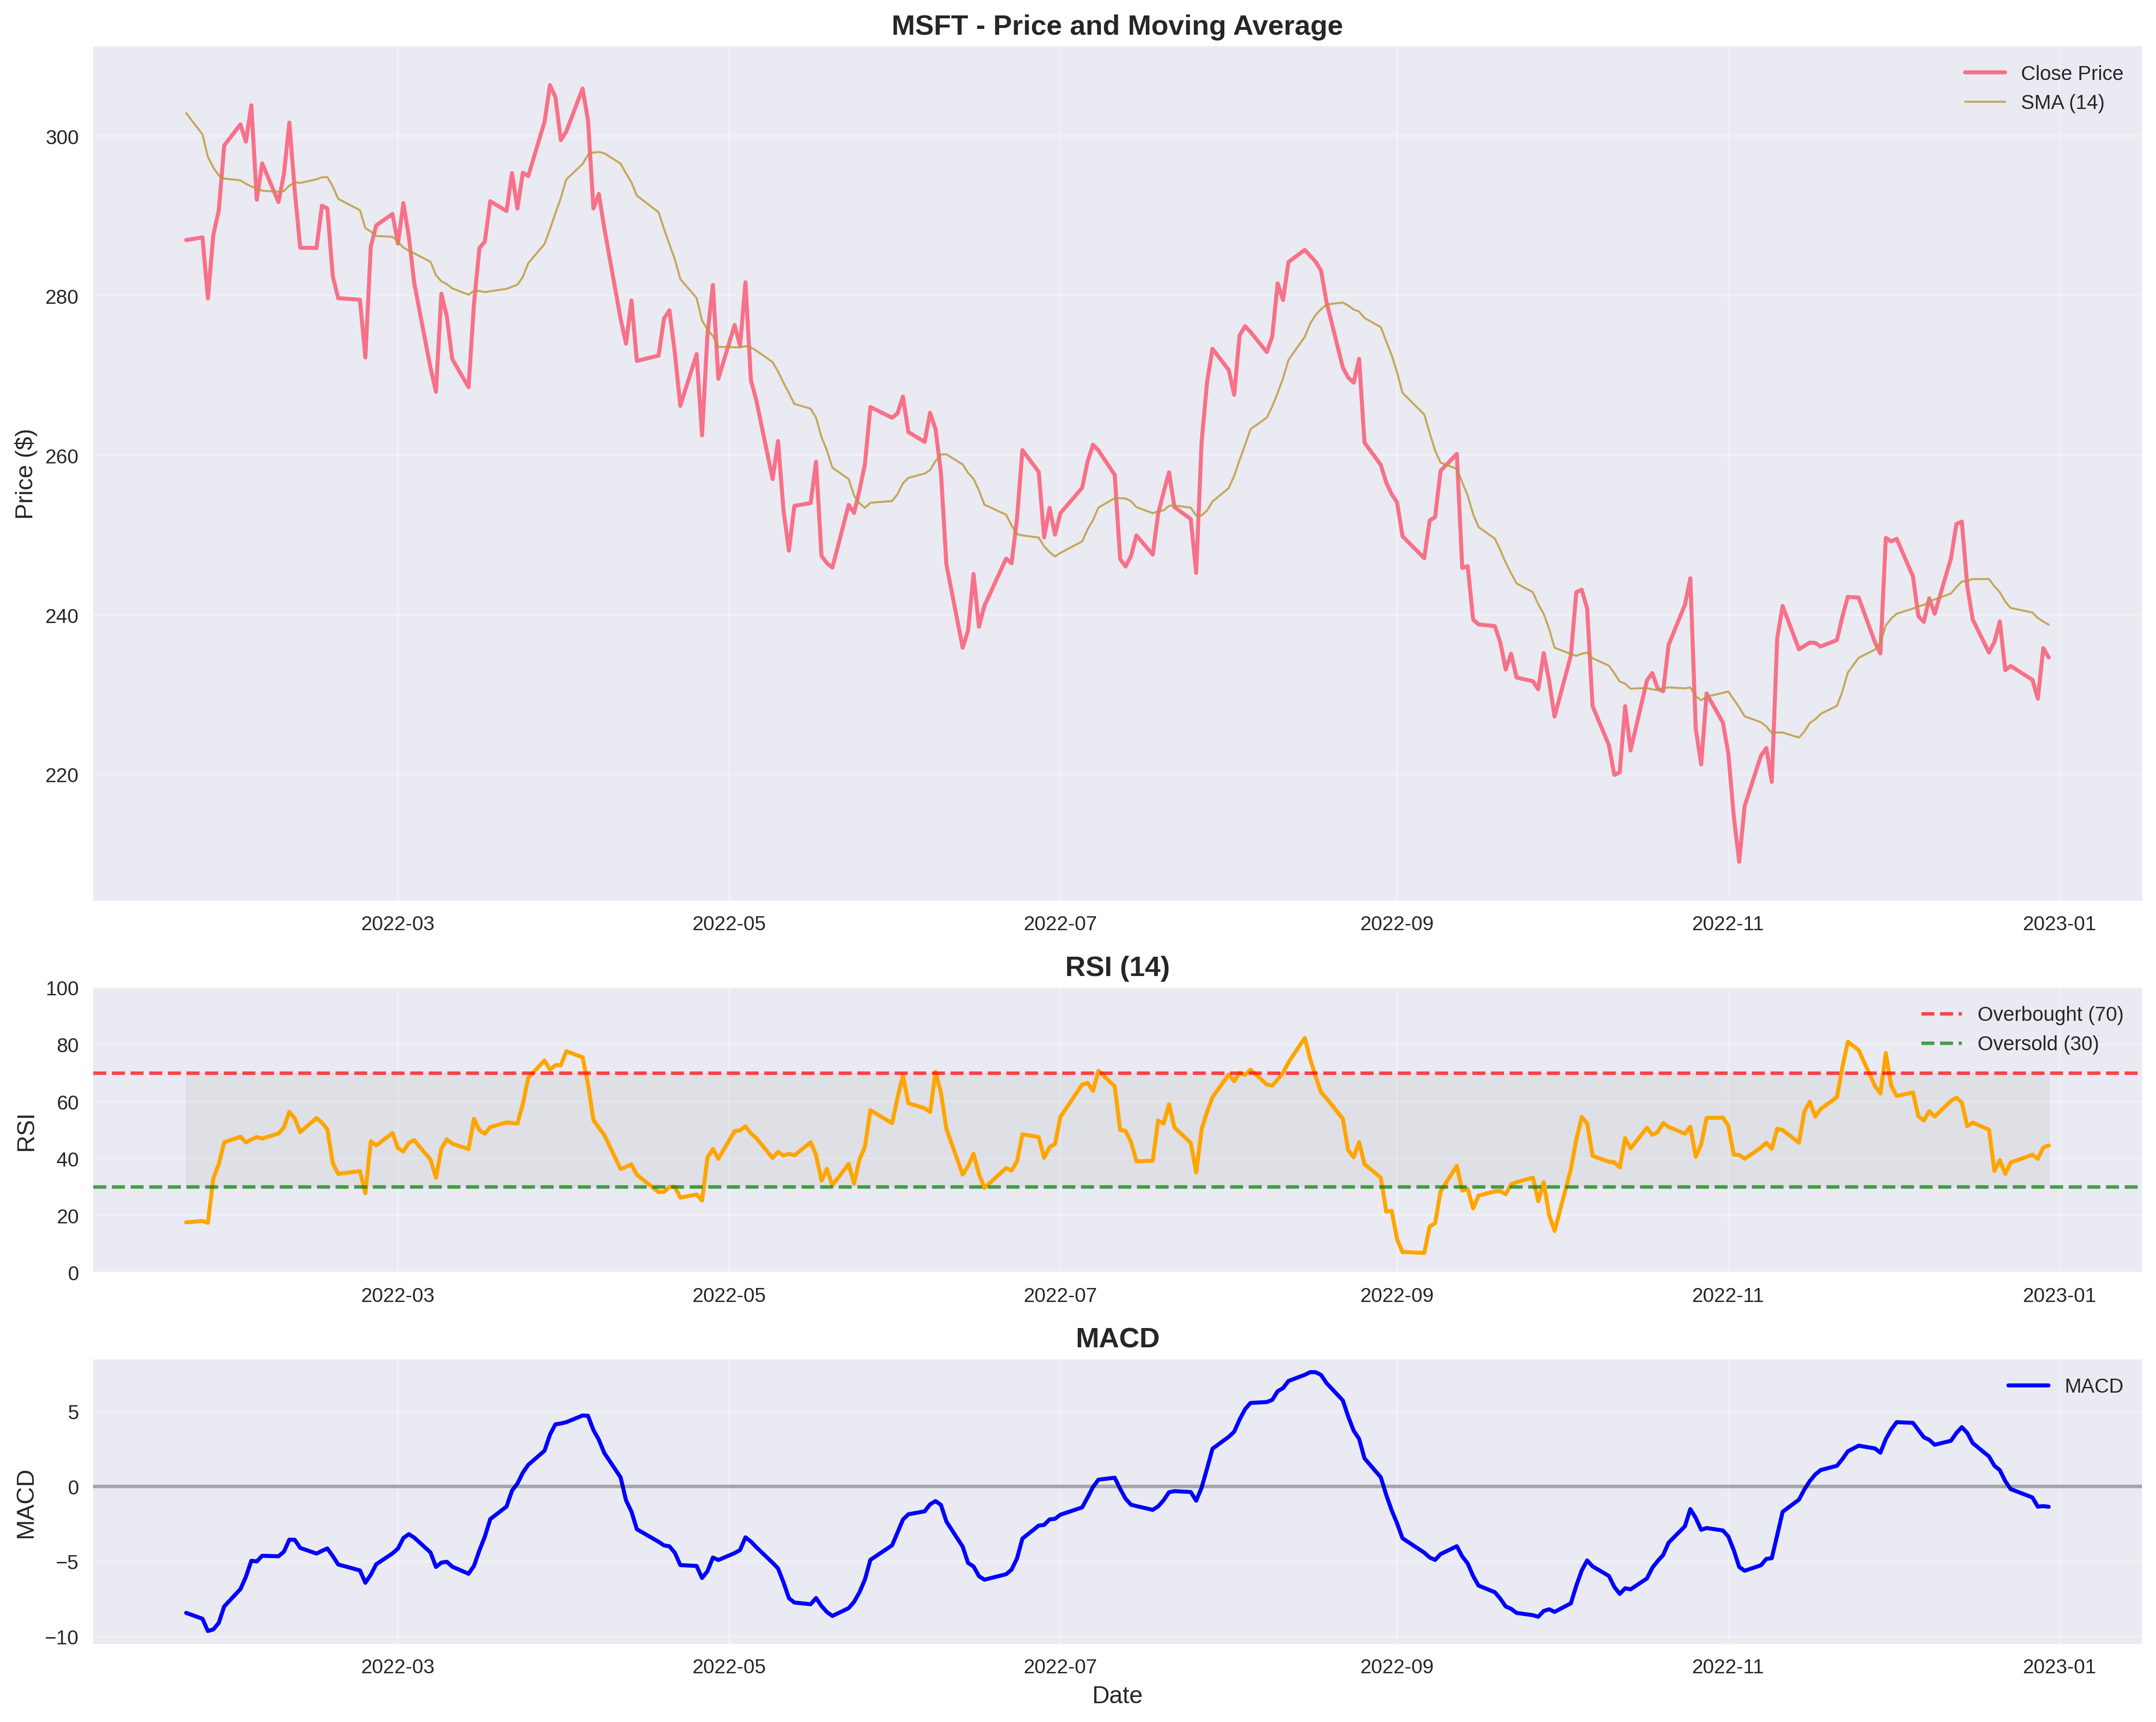 MSFT - Price and Moving Average
Close Price
SMA (14)
Price ($)
300
280
260
240
220
2022-03 2022-05 2022-07 2022-09 2022-11 2023-01
RSI (14)
Overbought (70)
Oversold (30)
RSI
100
80
60
40
20
0
2022-03 2022-05 2022-07 2022-09 2022-11 2023-01
MACD
MACD
MACD
5
0
−5
−10
2022-03 2022-05 2022-07 2022-09 2022-11 2023-01
Date